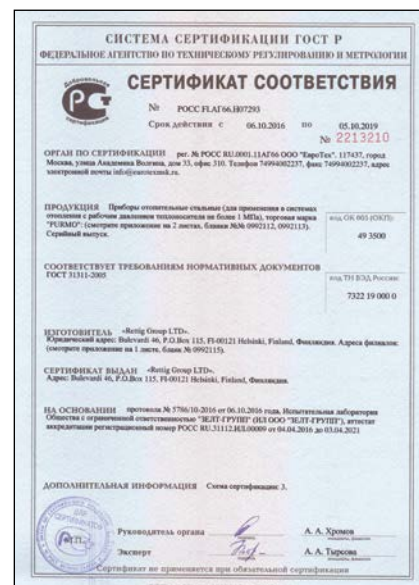 СИСТЕМА СЕРТИФИКАЦИИ ГОСТ Р
ФЕДЕРАЛЬНОЕ АГЕНТСТВО ПО ТЕХНИЧЕСКОМУ РЕГУЛИРОВАНИЮ И МЕТРОЛОГИИ
Добровольная
сертификация
СЕРТИФИКАТ СООТВЕТСТВИЯ
№ РОСС FI.АГ66.Н07293
Срок действия с 06.10.2016 по 05.10.2019
№ 2213210
ОРГАН ПО СЕРТИФИКАЦИИ рег. № РОСС RU.0001.11АГ66 ООО "ЕвроТех". 117437, город
Москва, улица Академика Волгина, дом 33, офис 310. Телефон 74994002237, факс 74994002237, адрес
электронной почты
ПРОДУКЦИЯ Приборы отопительные стальные (для применения в системах
отопления с рабочим давлением теплоносителя не более 1 МПа), торговая марка
"PURMO": (смотрите приложение на 2 листах, бланки №№ 0992112, 0992113).
Серийный выпуск.
код ОК 005 (ОКП):
49 3500
СООТВЕТСТВУЕТ ТРЕБОВАНИЯМ НОРМАТИВНЫХ ДОКУМЕНТОВ
ГОСТ 31311-2005
код ТН ВЭД России:
7322 19 000 0
ИЗГОТОВИТЕЛЬ «Rettig Group LTD».
Юридический адрес: Bulevardi 46, P.O.Box 115, FI-00121 Helsinki, Finland, Финляндия. Адреса филиалов:
(смотрите приложение на 1 листе, бланк № 0992115).
СЕРТИФИКАТ ВЫДАН «Rettig Group LTD».
Адрес: Bulevardi 46, P.O.Box 115, FI-00121 Helsinki, Finland, Финляндия.
НА ОСНОВАНИИ протокола № 5786/10-2016 от 06.10.2016 года, Испытательная лаборатория
Общества с ограниченной ответственностью "ЗЕЛТ-ГРУПП" (ИЛ ООО "ЗЕЛТ-ГРУПП"), аттестат
аккредитации регистрационный номер РОСС RU.31112.ИЛ.00009 от 04.04.2016 до 03.04.2021
ДОПОЛНИТЕЛЬНАЯ ИНФОРМАЦИЯ Схема сертификации: 3.
Руководитель органа А. А. Хромов
Эксперт А. А. Тыркова
Сертификат не применяется при обязательной сертификации